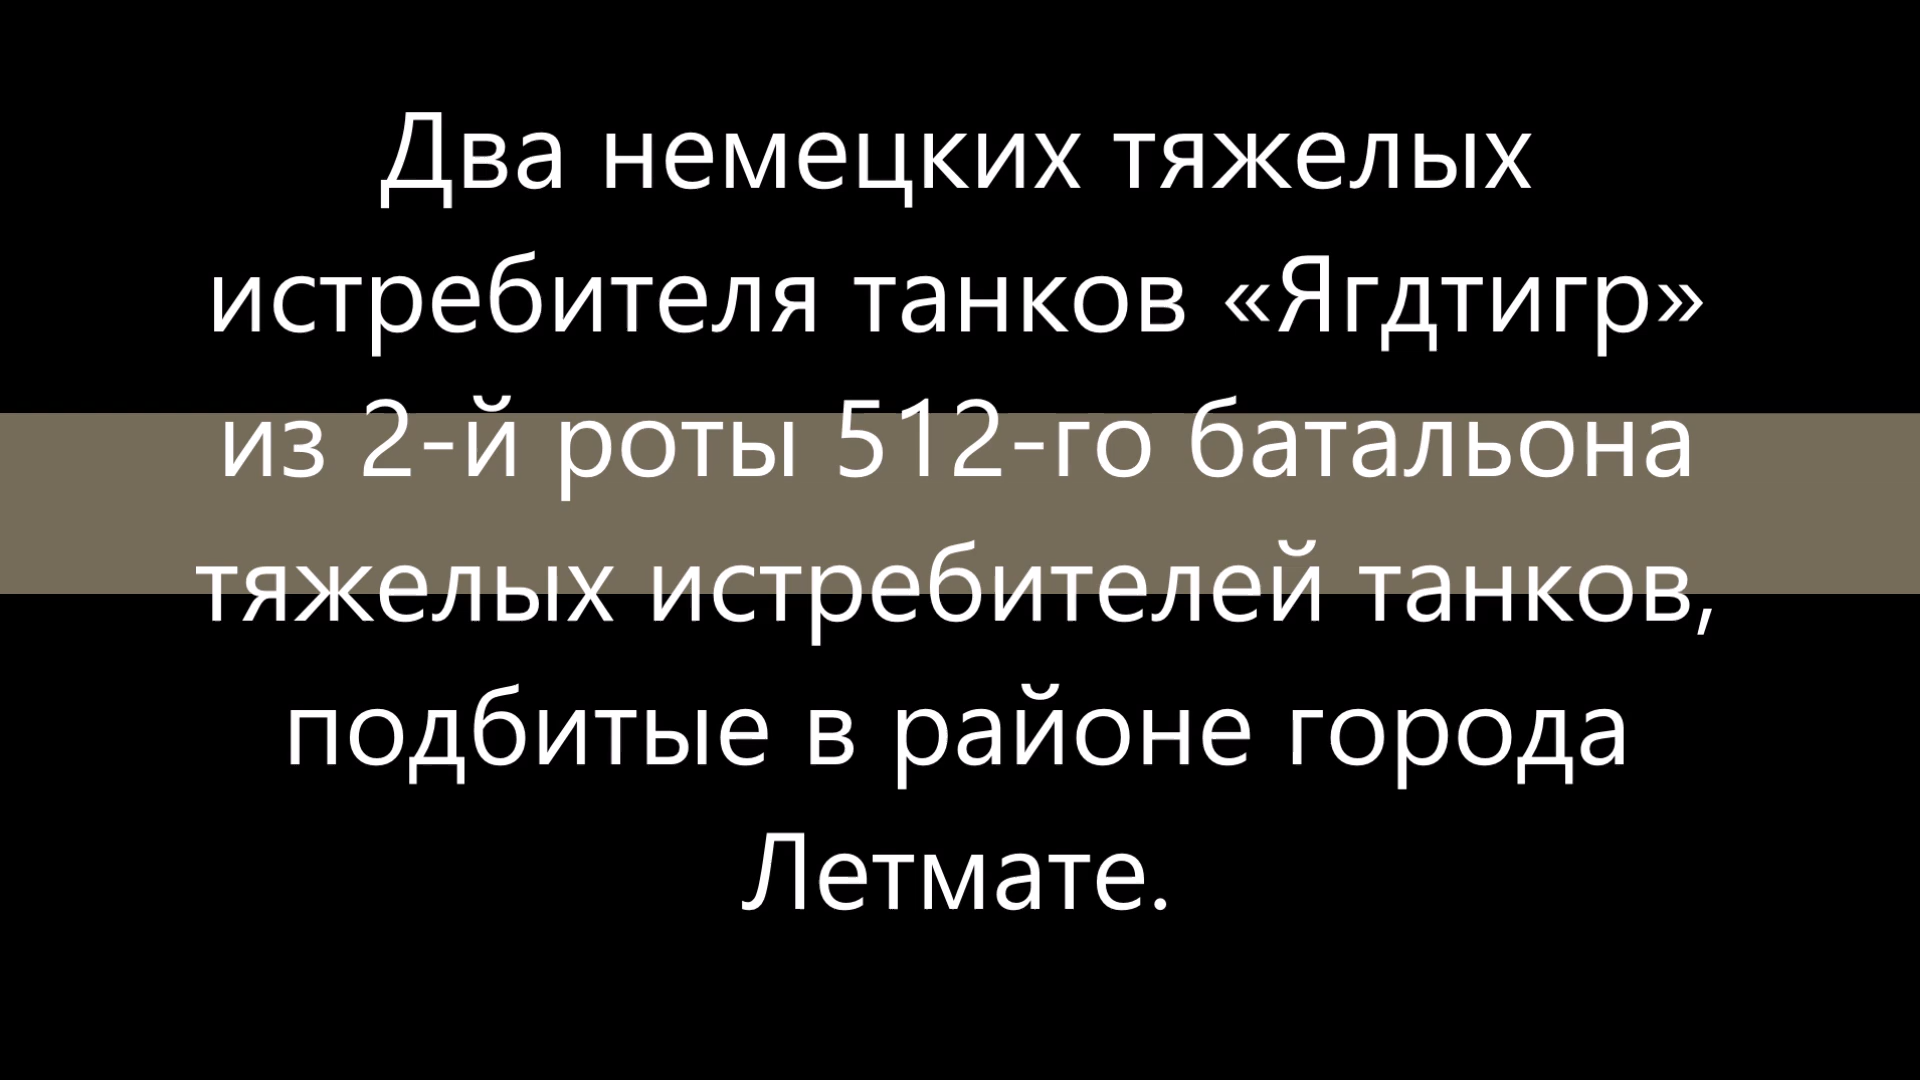 Два немецких тяжелых
истребителя танков «Ягдтигр»
из 2-й роты 512-го батальона
тяжелых истребителей танков,
подбитые в районе города
Летмате.